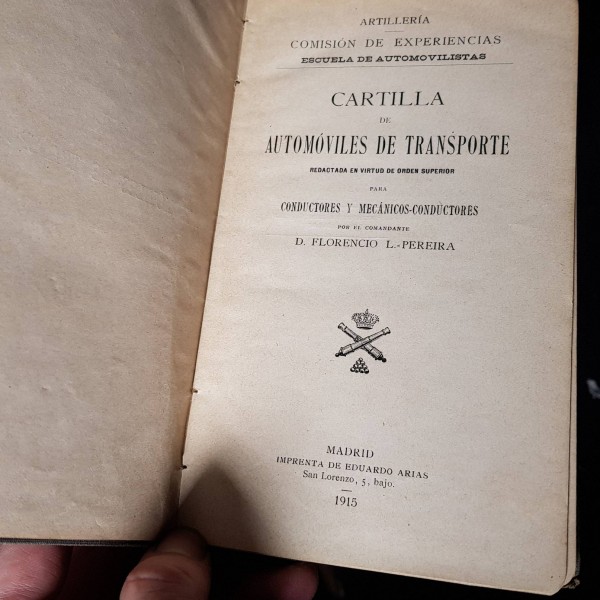 ARTILLERÍA
COMISIÓN DE EXPERIENCIAS
ESCUELA DE AUTOMOVILISTAS
CARTILLA
DE
AUTOMÓVILES DE TRANSPORTE
REDACTADA EN VIRTUD DE ORDEN SUPERIOR
PARA
CONDUCTORES Y MECÁNICOS-CONDUCTORES
POR EL COMANDANTE
D. FLORENCIO L.-PEREIRA
MADRID
IMPRENTA DE EDUARDO ARIAS
San Lorenzo, 5, bajo.
1915